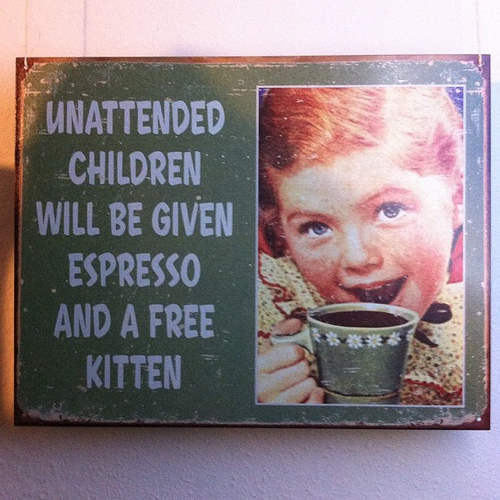 UNATTENDED
CHILDREN
WILL BE GIVEN
ESPRESSO
AND A FREE
KITTEN